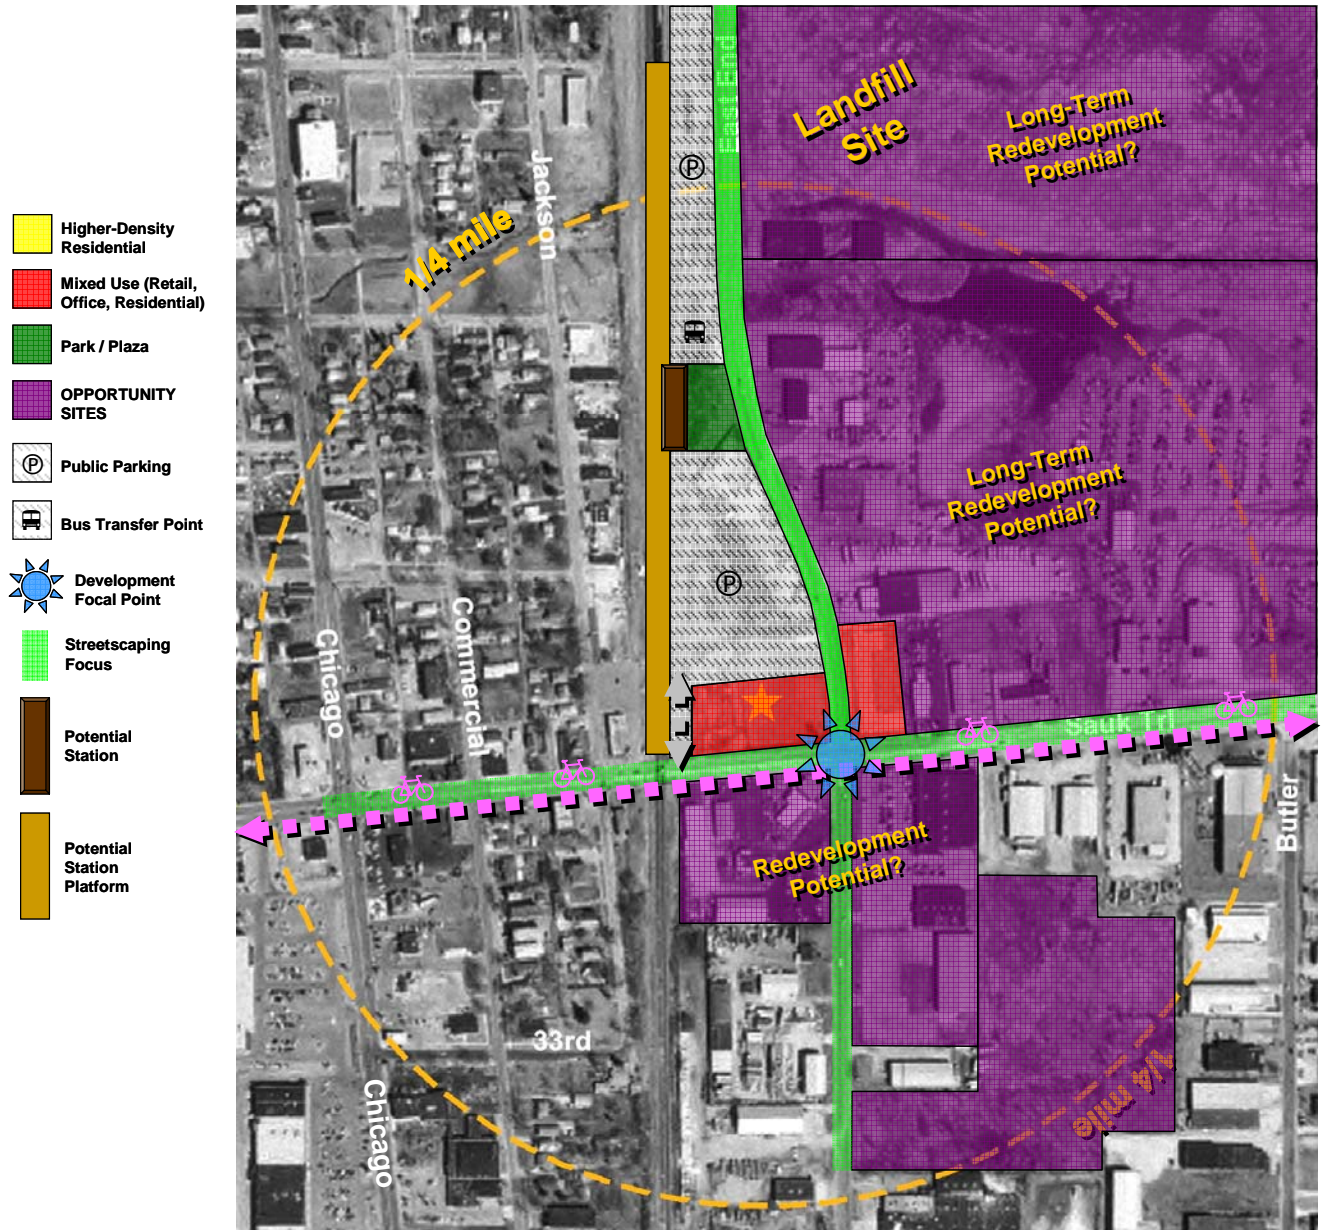 Higher-Density
Residential
Mixed Use (Retail,
Office, Residential)
Park / Plaza
OPPORTUNITY
SITES
P
Public Parking
Bus Transfer Point
Development
Focal Point
Streetscaping
Focus
Potential
Station
Potential
Station
Platform
East End
Landfill
Site
Long-Term
Redevelopment
Potential?
P
Jackson
1/4 mile
Long-Term
Redevelopment
Potential?
P
Chicago
Commercial
Sauk Trl
Butler
Redevelopment
Potential?
33rd
Chicago
1/4 mile